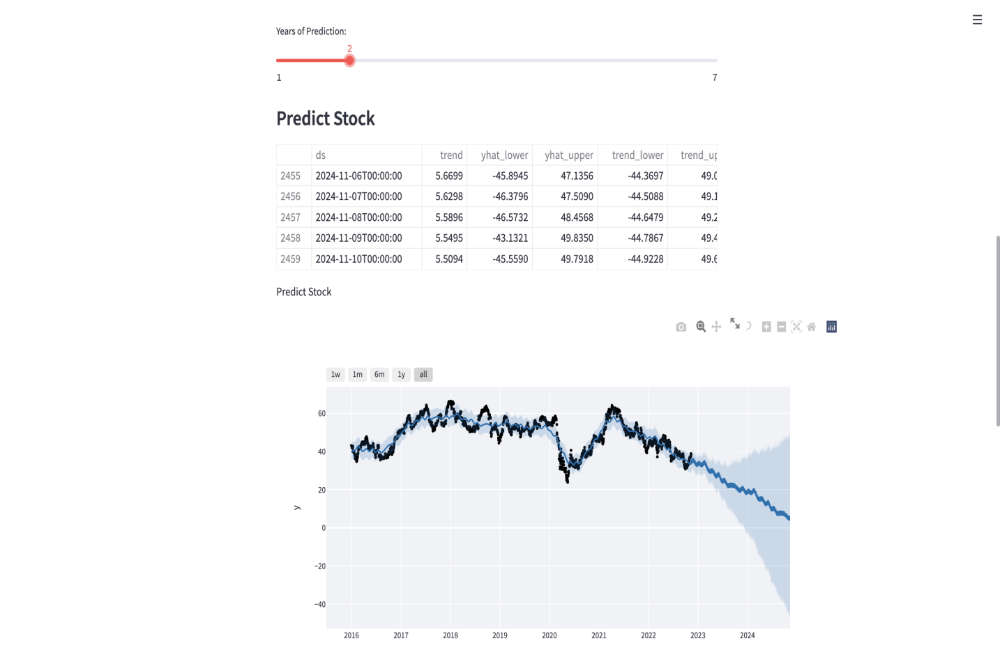 Years of Prediction:
2
1 7
Predict Stock
ds trend yhat_lower yhat_upper trend_lower trend_up
2455 2024-11-06T00:00:00 5.6699 -45.8945 47.1356 -44.3697 49.0
2456 2024-11-07T00:00:00 5.6298 -46.3796 47.5090 -44.5088 49.1
2457 2024-11-08T00:00:00 5.5896 -46.5732 48.4568 -44.6479 49.2
2458 2024-11-09T00:00:00 5.5495 -43.1321 49.8350 -44.7867 49.4
2459 2024-11-10T00:00:00 5.5094 -45.5590 49.7918 -44.9228 49.6
Predict Stock
1w 1m 6m 1y all
60
40
20
y
0
−20
−40
2016 2017 2018 2019 2020 2021 2022 2023 2024